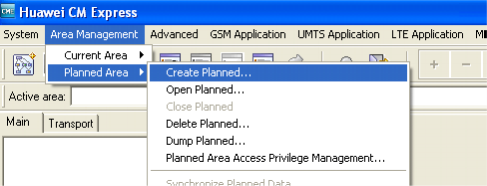 CME Huawei CM Express
System Area Management Advanced GSM Application UMTS Application LTE Application
Current Area
Planned Area
Create Planned...
Active area:
Open Planned...
Close Planned
Main Transport
Delete Planned...
Dump Planned...
Planned Area Access Privilege Management...
Synchronize Planned Data